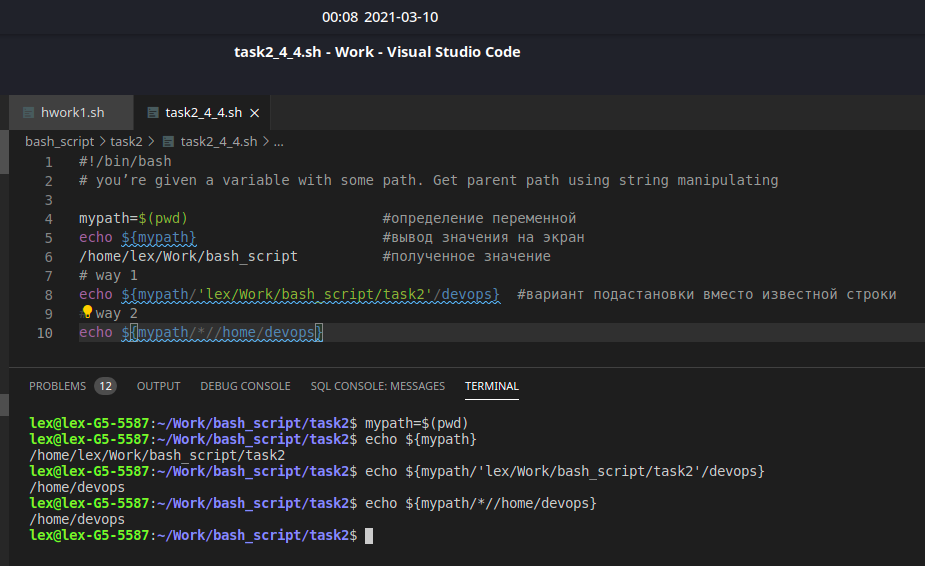 00:08 2021-03-10
task2_4_4.sh - Work - Visual Studio Code
hwork1.sh task2_4_4.sh
bash_script > task2 > task2_4_4.sh > ...
1 #!/bin/bash
2 # you’re given a variable with some path. Get parent path using string manipulating
3
4 mypath=$(pwd) #определение переменной
5 echo ${mypath} #вывод значения на экран
6 /home/lex/Work/bash_script #полученное значение
7 # way 1
8 echo ${mypath/'lex/Work/bash_script/task2'/devops} #вариант подастановки вместо известной строки
9 # way 2
10 echo ${mypath/*//home/devops}
PROBLEMS 12 OUTPUT DEBUG CONSOLE SQL CONSOLE: MESSAGES TERMINAL
lex@lex-G5-5587:~/Work/bash_script/task2$ mypath=$(pwd)
lex@lex-G5-5587:~/Work/bash_script/task2$ echo ${mypath}
/home/lex/Work/bash_script/task2
lex@lex-G5-5587:~/Work/bash_script/task2$ echo ${mypath/'lex/Work/bash_script/task2'/devops}
/home/devops
lex@lex-G5-5587:~/Work/bash_script/task2$ echo ${mypath/*//home/devops}
/home/devops
lex@lex-G5-5587:~/Work/bash_script/task2$